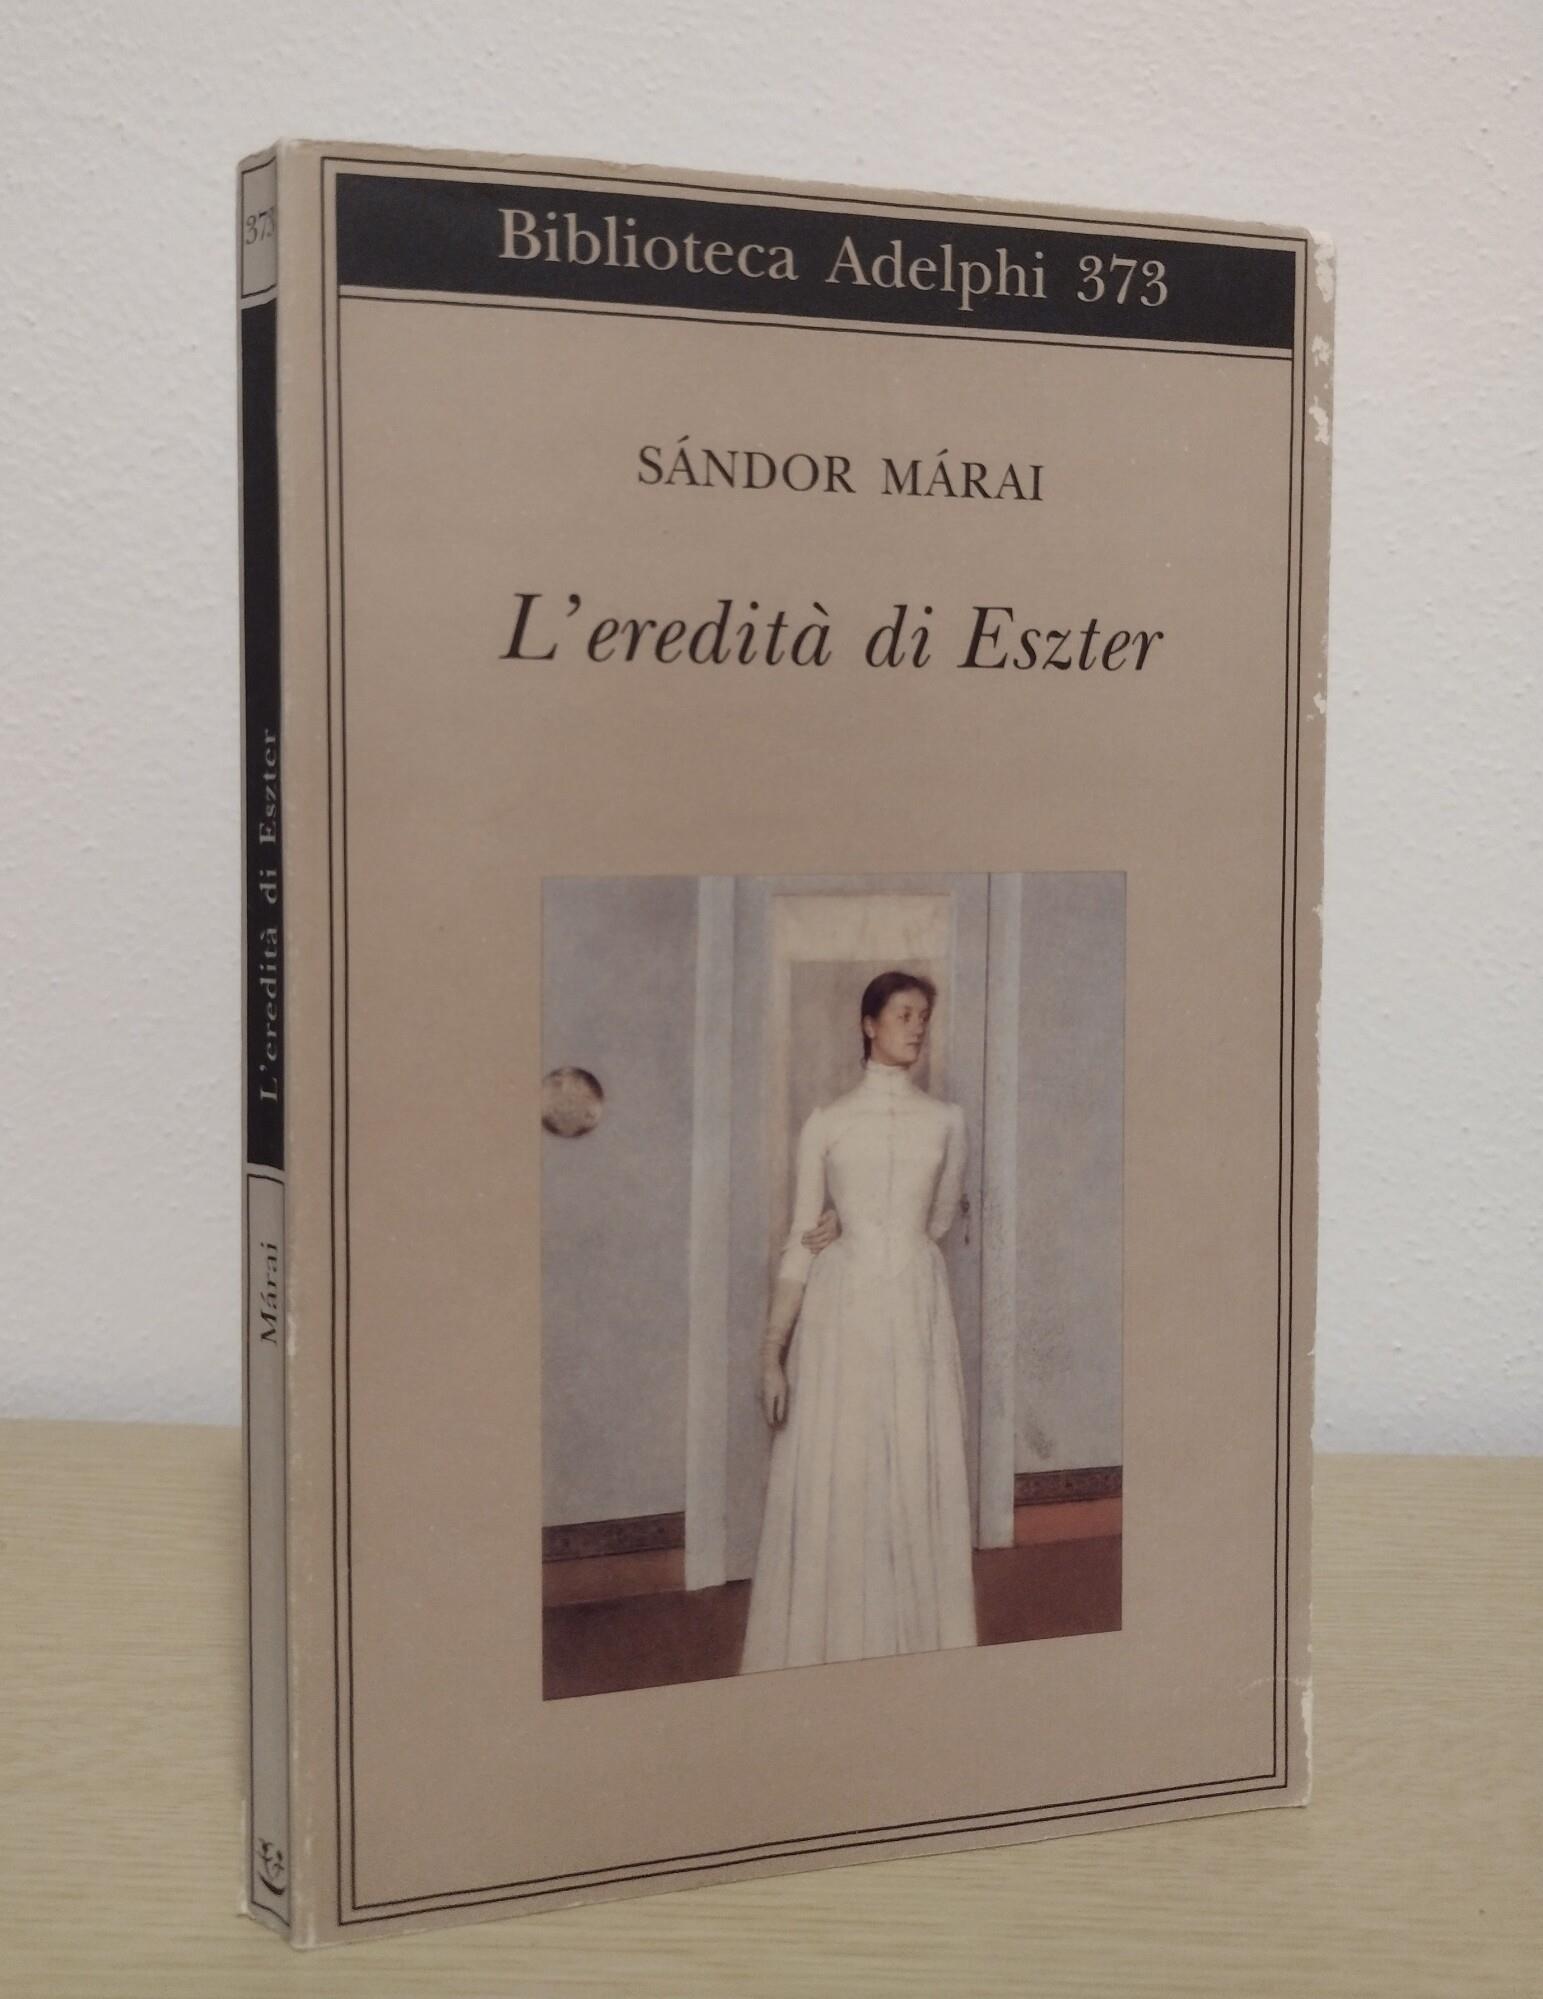 Biblioteca Adelphi 373
SÁNDOR MÁRAI
L'eredità di Eszter
373
L'eredità di Eszter
Márai